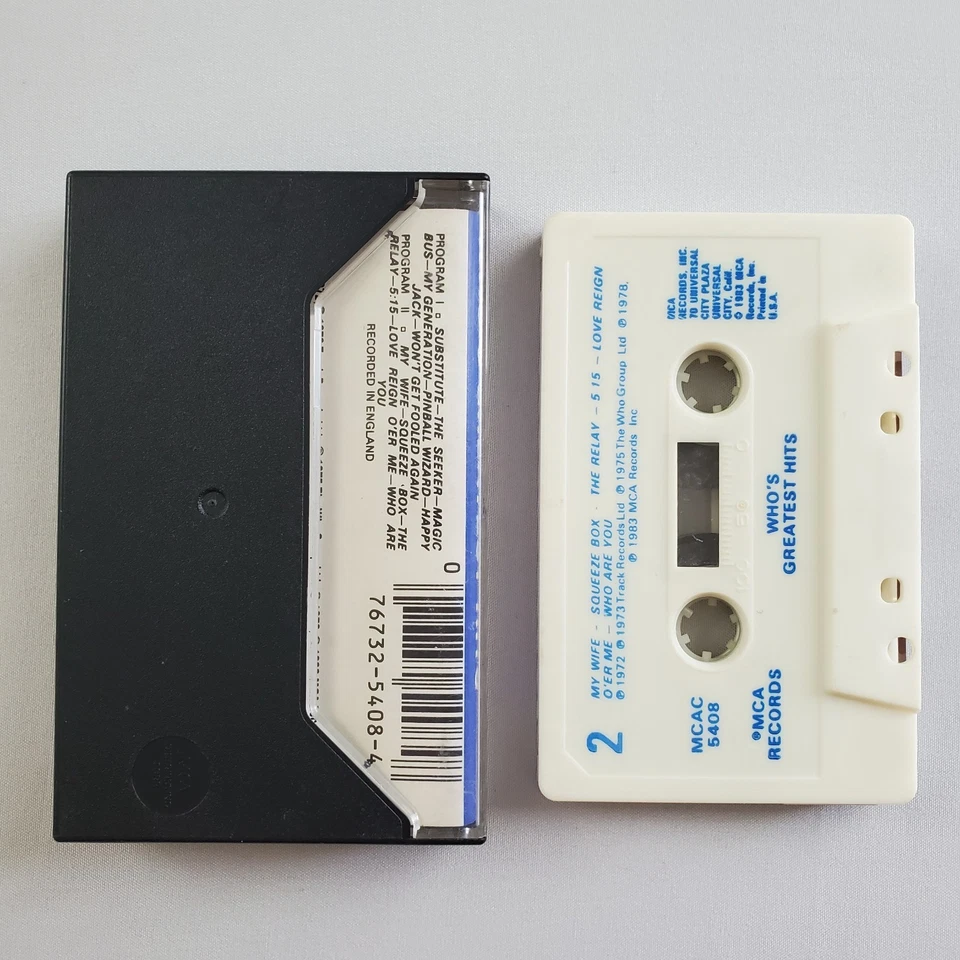 PROGRAM I □ SUBSTITUTE—THE SEEKER—MAGIC
BUS—MY GENERATION—PINBALL WIZARD—HAPPY
JACK—WON'T GET FOOLED AGAIN
PROGRAM II □ MY WIFE—SQUEEZE BOX—THE
RELAY—5:15—LOVE REIGN O'ER ME—WHO ARE
YOU
RECORDED IN ENGLAND
0
76732-5408-4
2
MY WIFE - SQUEEZE BOX - THE RELAY - 5 15 - LOVE REIGN
O'ER ME - WHO ARE YOU
℗ 1972 ℗ 1973 Track Records Ltd ℗ 1975 The Who Group Ltd ℗ 1978.
℗ 1983 MCA Records Inc
MCAC
5408
MCA
RECORDS, INC.
70 UNIVERSAL
CITY PLAZA
UNIVERSAL
CITY, Calif.
© 1983 MCA
Records, Inc.
Printed in
U.S.A.
WHO'S
GREATEST HITS
®MCA
RECORDS
0 50 100